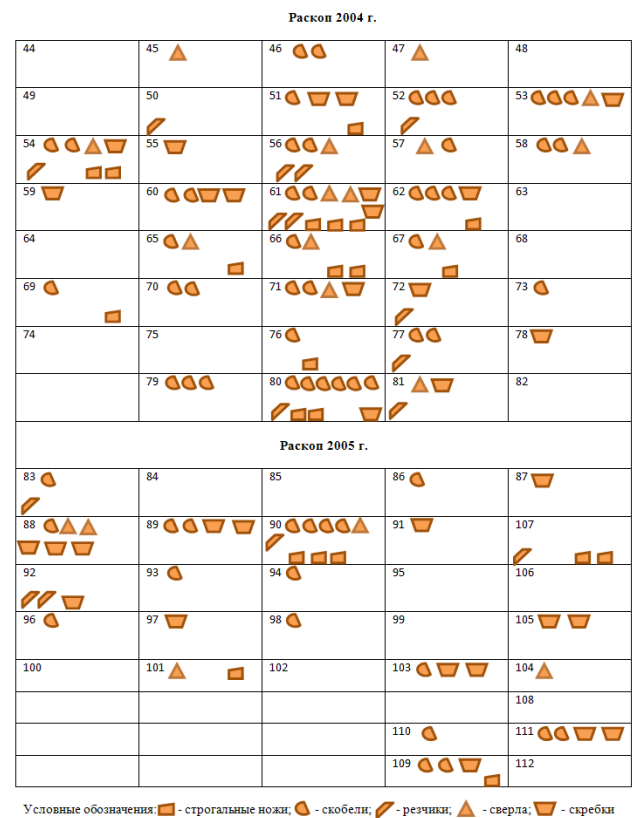 Раскоп 2004 г.
44 45 46 47 48
49 50 51 52 53
54 55 56 57 58
59 60 61 62 63
64 65 66 67 68
69 70 71 72 73
74 75 76 77 78
79 80 81 82
Раскоп 2005 г.
83 84 85 86 87
88 89 90 91 107
92 93 94 95 106
96 97 98 99 105
100 101 102 103 104
108
110 111
109 112
Условные обозначения: - строгальные ножи; - скобели; - резчики; - сверла; - скребки